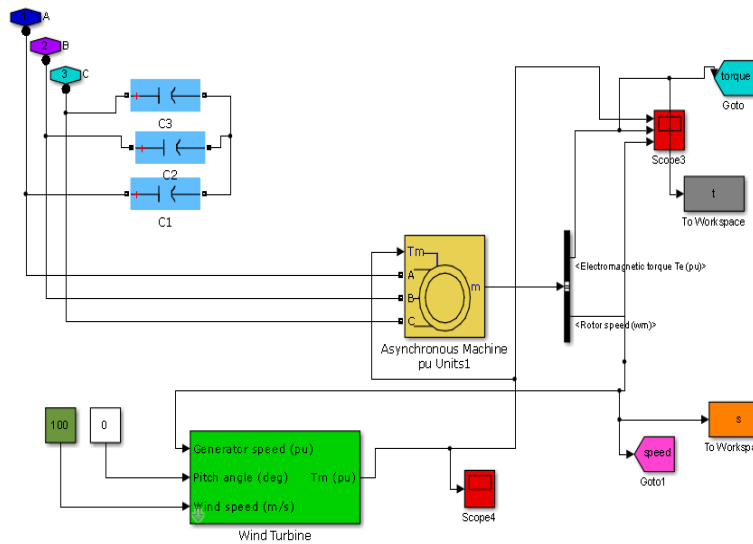 1 A
2 B
3 C
C3
C2
C1
torque
Goto
Scope3
t
To Workspace
Tm
A
B
C
m
<Electromagnetic torque Te (pu)>
<Rotor speed (wm)>
Asynchronous Machine
pu Units1
100
0
Generator speed (pu)
Pitch angle (deg)
Tm (pu)
Wind speed (m/s)
Wind Turbine
Scope4
s
To Workspa
speed
Goto1